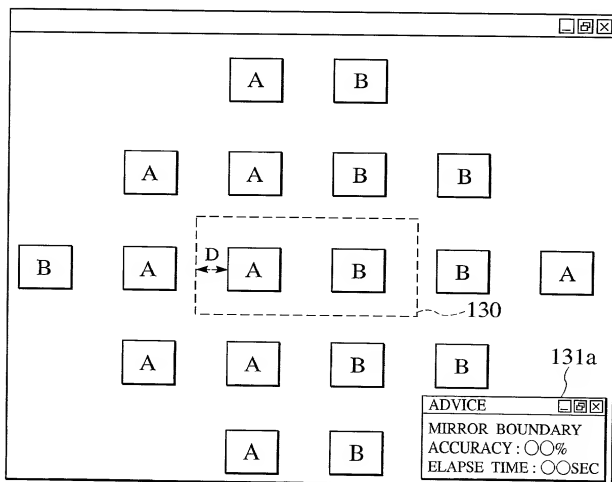 A B
A A B B
D
B A A B B A
130
A A B B
131a
ADVICE
MIRROR BOUNDARY
ACCURACY : ○○%
ELAPSE TIME : ○○SEC
A B